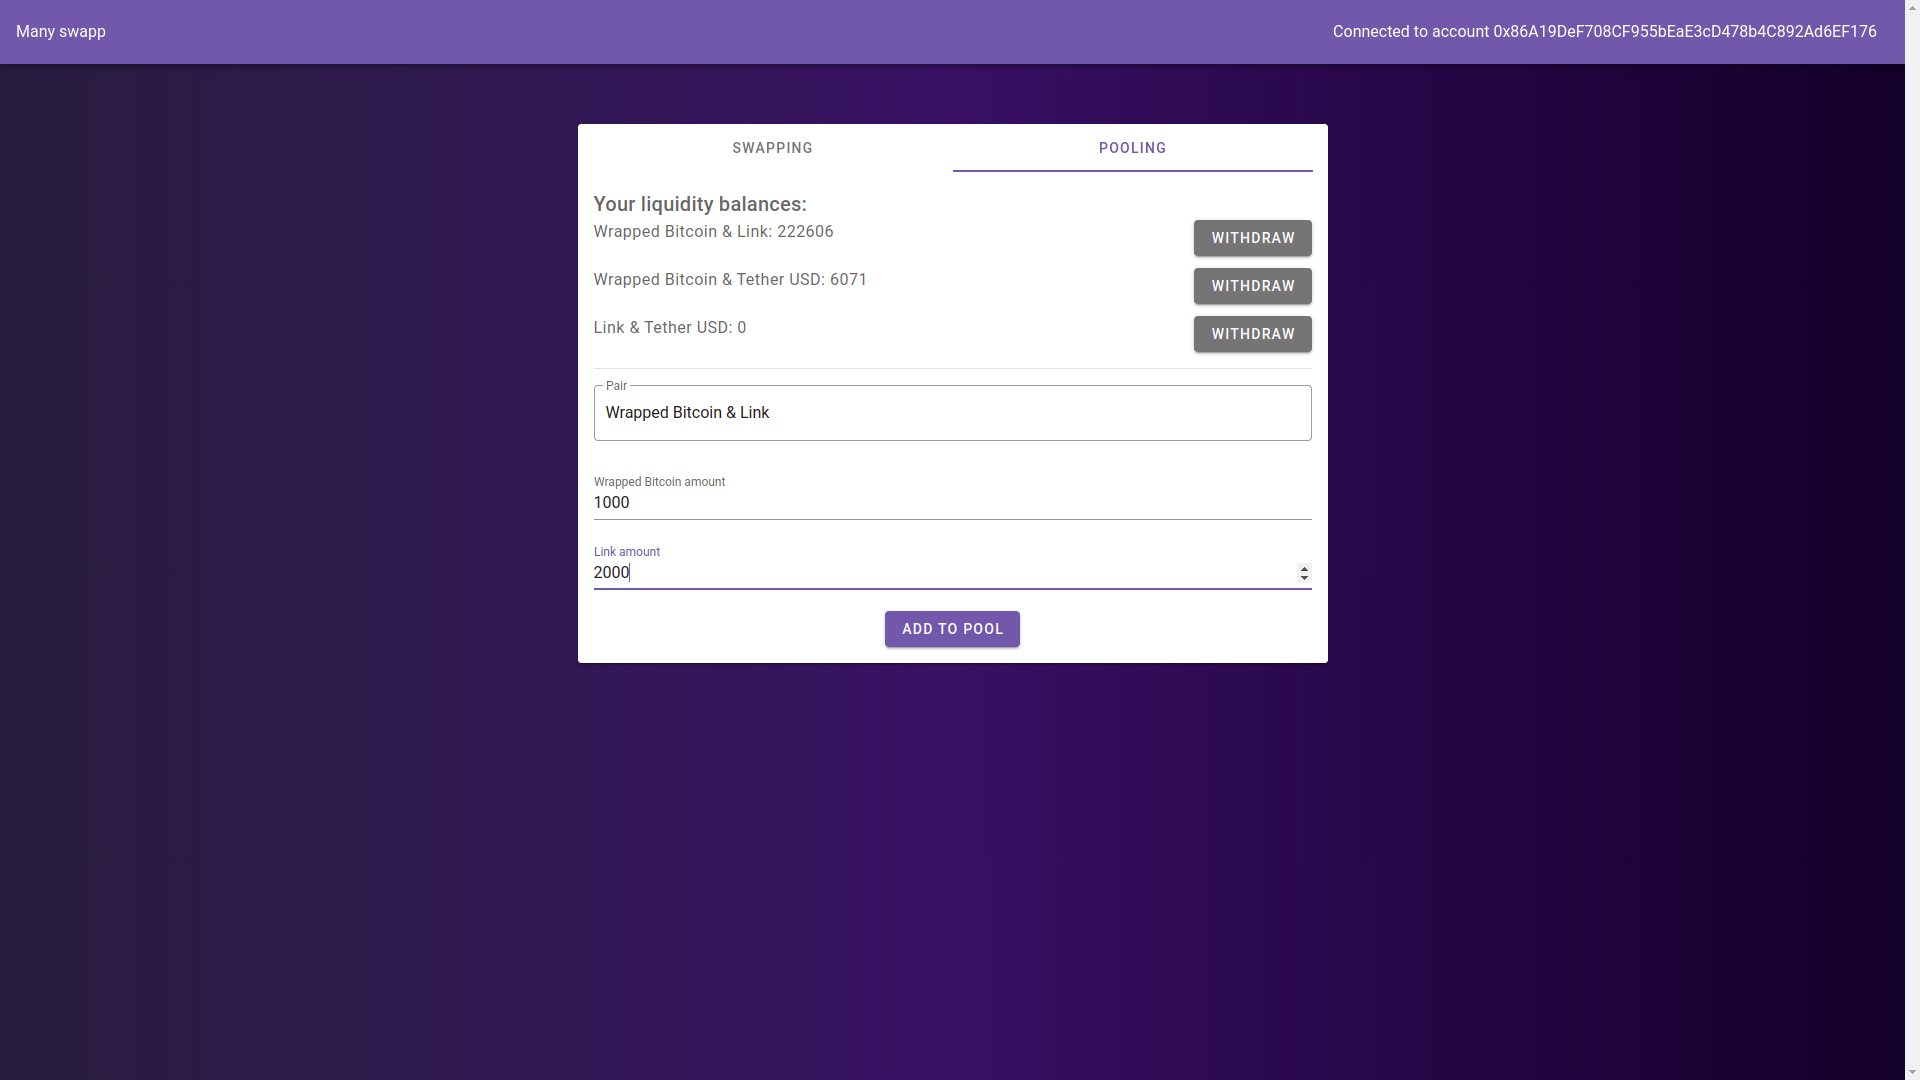 Many swapp
Connected to account 0x86A19DeF708CF955bEaE3cD478b4C892Ad6EF176
SWAPPING
POOLING
Your liquidity balances:
Wrapped Bitcoin & Link: 222606
WITHDRAW
Wrapped Bitcoin & Tether USD: 6071
WITHDRAW
Link & Tether USD: 0
WITHDRAW
Pair
Wrapped Bitcoin & Link
Wrapped Bitcoin amount
1000
Link amount
2000
ADD TO POOL